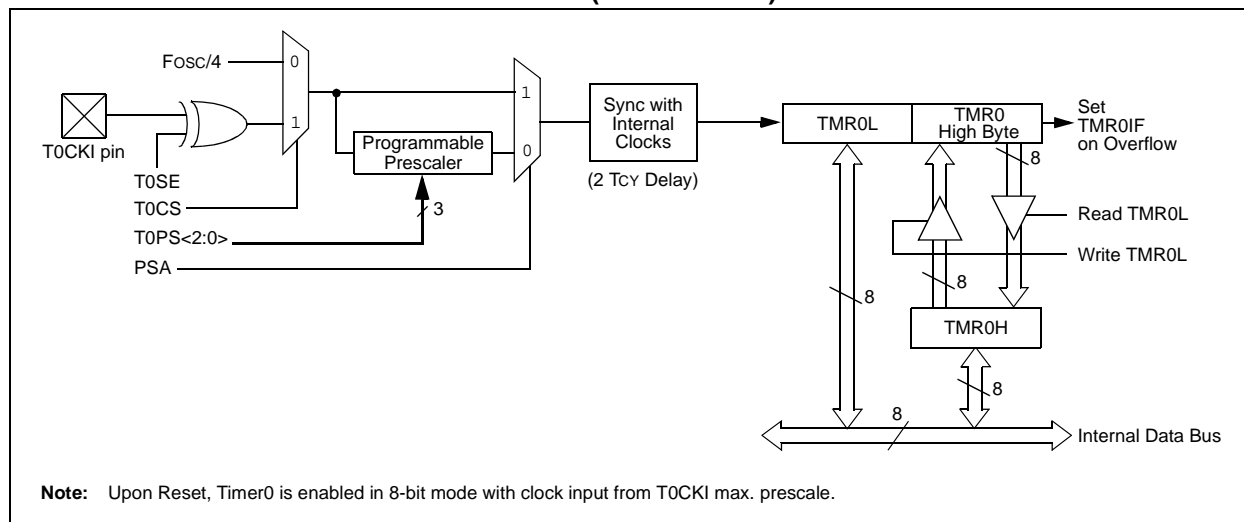 FOSC/4
0
1
T0CKI pin
T0SE
T0CS
T0PS<2:0>
PSA
Programmable
Prescaler
3
1
0
Sync with
Internal
Clocks
(2 TCY Delay)
TMR0L
TMR0
High Byte
Set
TMR0IF
on Overflow
8
Read TMR0L
Write TMR0L
8
8
TMR0H
8
8
Internal Data Bus
Note: Upon Reset, Timer0 is enabled in 8-bit mode with clock input from T0CKI max. prescale.